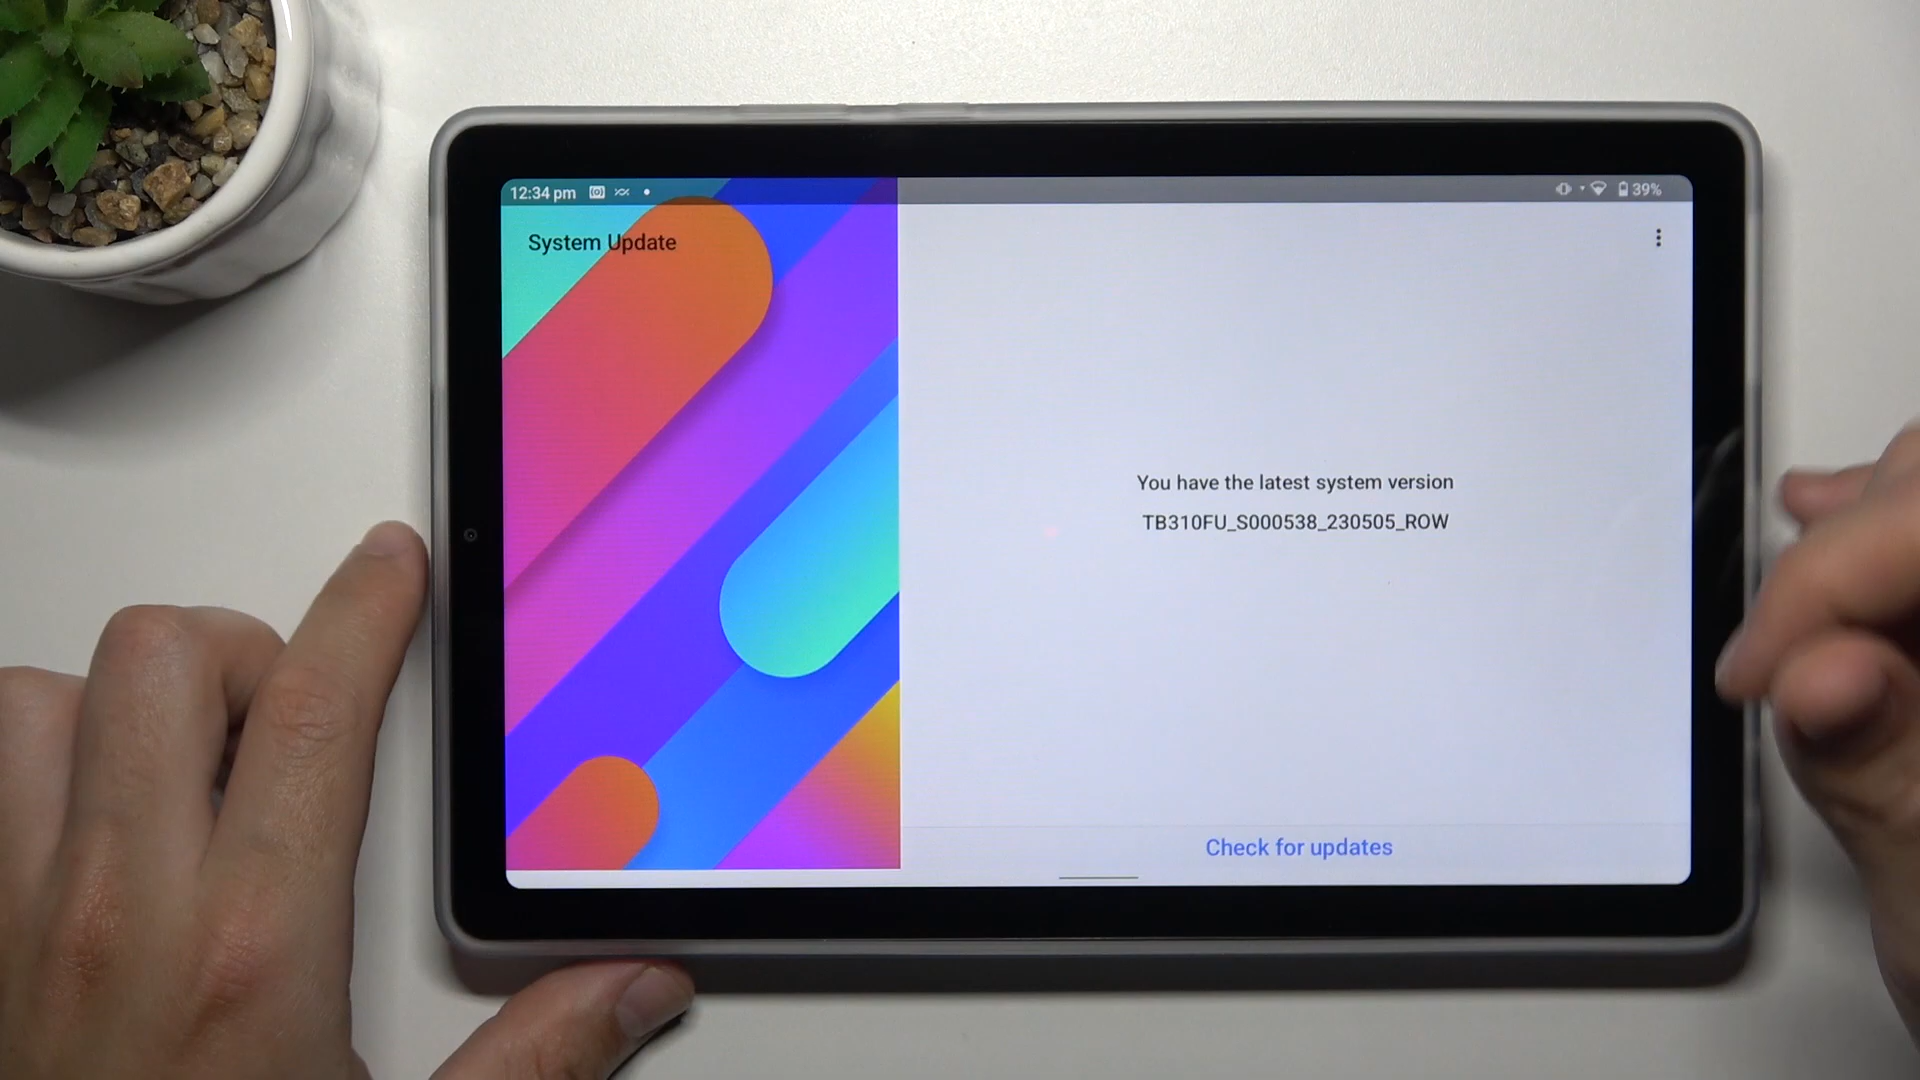 12:34 pm
39%
System Update
You have the latest system version
TB310FU_S000538_230505_ROW
Check for updates